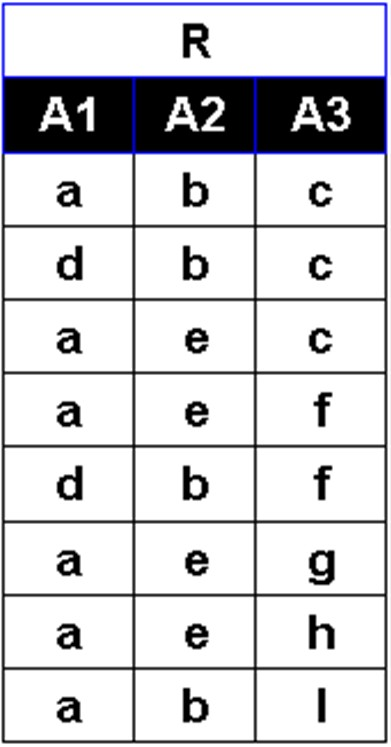 R
A1 A2 A3
a b c
d b c
a e c
a e f
d b f
a e g
a e h
a b l